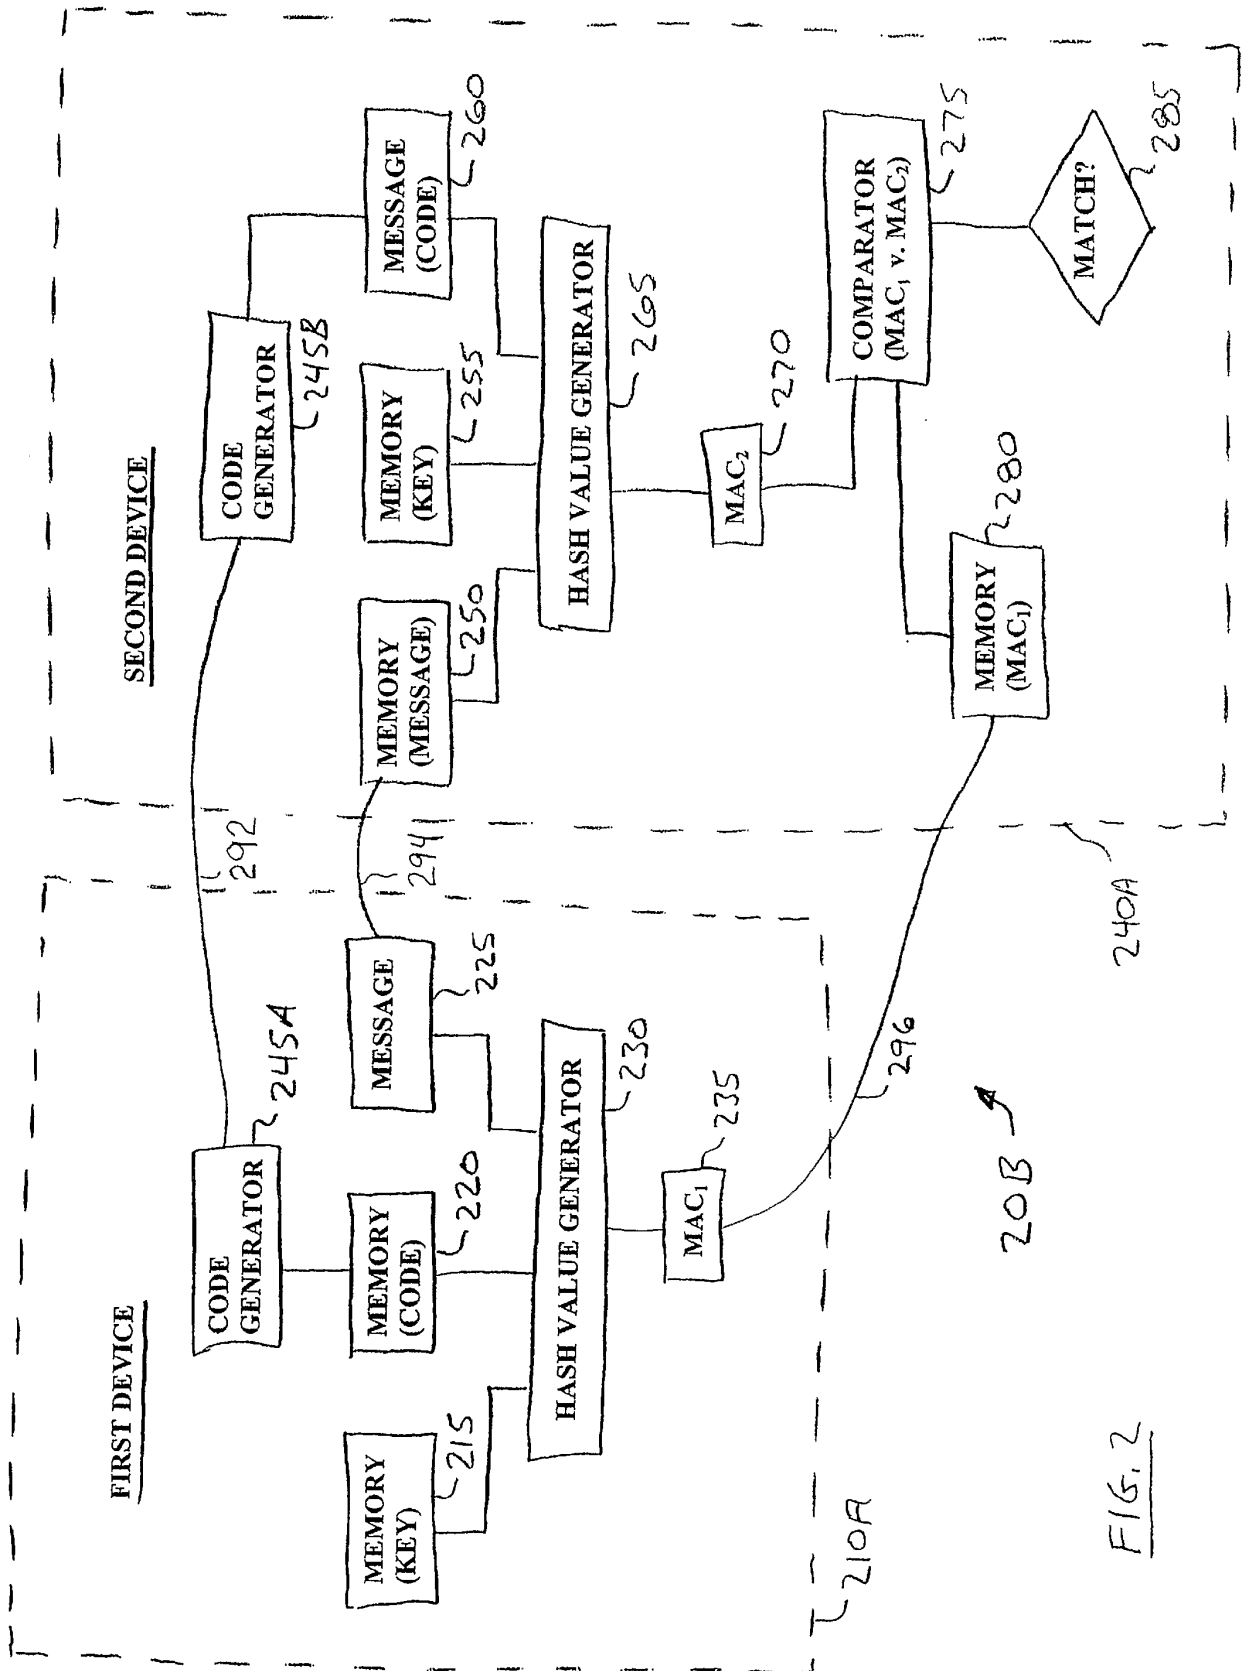 FIRST DEVICE
CODE
GENERATOR
245A
MEMORY
(KEY)
215
MEMORY
(CODE)
220
MESSAGE
225
HASH VALUE GENERATOR
230
MAC₁
235
210A
292
294
296
SECOND DEVICE
CODE
GENERATOR
245B
MEMORY
(MESSAGE)
250
MEMORY
(KEY)
255
MESSAGE
(CODE)
260
HASH VALUE GENERATOR
265
MAC₂
270
COMPARATOR
(MAC₁ v. MAC₂)
275
MEMORY
(MAC₁)
280
MATCH?
285
240A
20B
FIG. 2